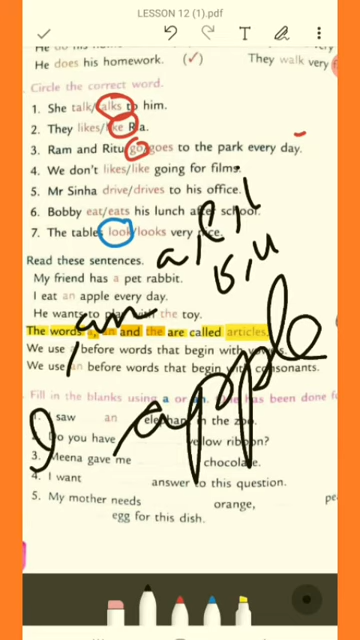 LESSON 12 (1).pdf
He does his homework. (✓) They walk very
Circle the correct word.
1. She talk/talks to him.
2. They likes/like Ria.
3. Ram and Ritu go/goes to the park every day.
4. We don't likes/like going for films.
5. Mr Sinha drive/drives to his office.
6. Bobby eat/eats his lunch after school.
7. The tables look/looks very nice.
Read these sentences.
My friend has a pet rabbit.
I eat an apple every day.
He wants to play with the toy.
The words a, an and the are called articles.
We use before words that begin with vowels.
We use an before words that begin with consonants.
an
apple
Fill in the blanks using a or an. One has been done
1. I saw an elephant in the zoo.
2. Do you have yellow ribbon?
3. Meena gave me chocolate.
4. I want answer to this question.
5. My mother needs orange,
egg for this dish.